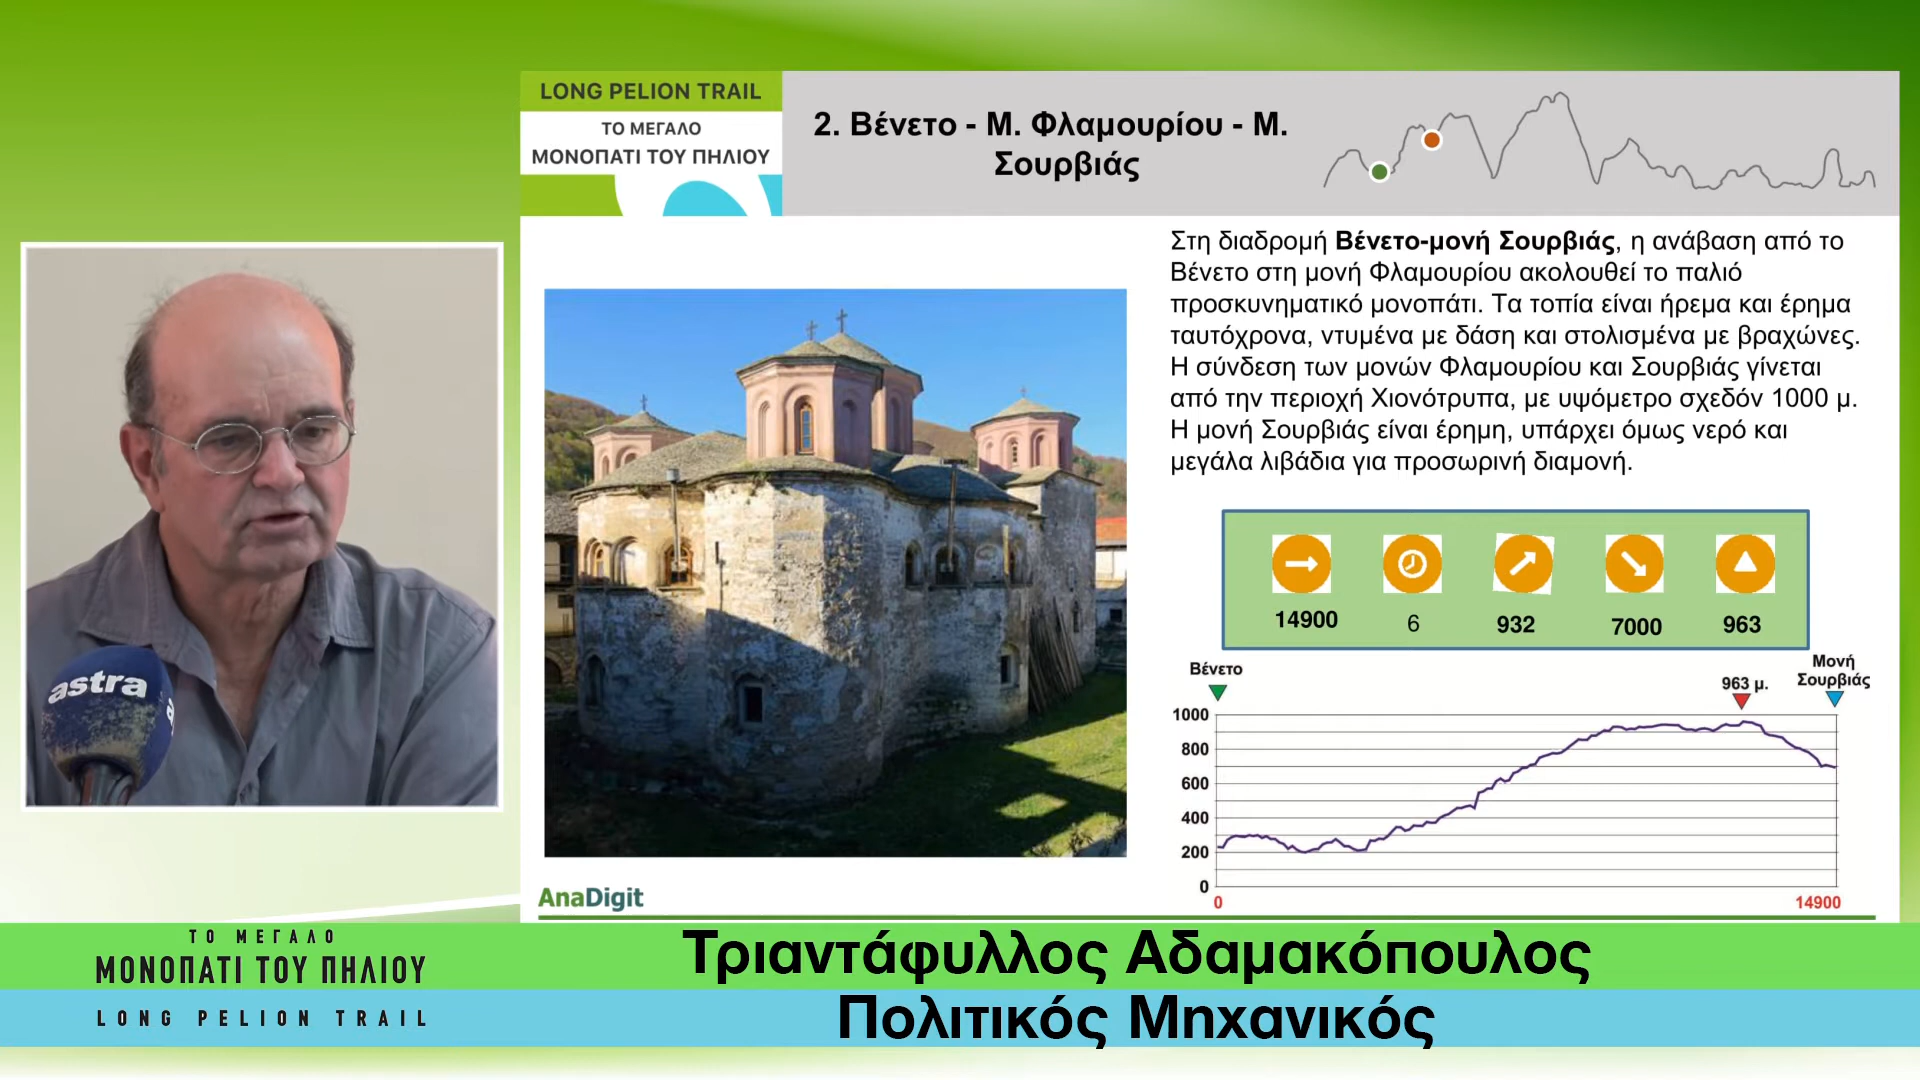 LONG PELION TRAIL
ΤΟ ΜΕΓΑΛΟ
ΜΟΝΟΠΑΤΙ ΤΟΥ ΠΗΛΙΟΥ
2. Βένετο - Μ. Φλαμουρίου - Μ.
Σουρβιάς
Στη διαδρομή Βένετο-μονή Σουρβιάς, η ανάβαση από το
Βένετο στη μονή Φλαμουρίου ακολουθεί το παλιό
προσκυνηματικό μονοπάτι. Τα τοπία είναι ήρεμα και έρημα
ταυτόχρονα, ντυμένα με δάση και στολισμένα με βραχώνες.
Η σύνδεση των μονών Φλαμουρίου και Σουρβιάς γίνεται
από την περιοχή Χιονότρυπα, με υψόμετρο σχεδόν 1000 μ.
Η μονή Σουρβιάς είναι έρημη, υπάρχει όμως νερό και
μεγάλα λιβάδια για προσωρινή διαμονή.
14900 6 932 7000 963
Βένετο
963 μ.
Μονή
Σουρβιάς
1000
800
600
400
200
0
0 14900
astra
AnaDigit
ΤΟ ΜΕΓΑΛΟ
ΜΟΝΟΠΑΤΙ ΤΟΥ ΠΗΛΙΟΥ
LONG PELION TRAIL
Τριαντάφυλλος Αδαμακόπουλος
Πολιτικός Μηχανικός